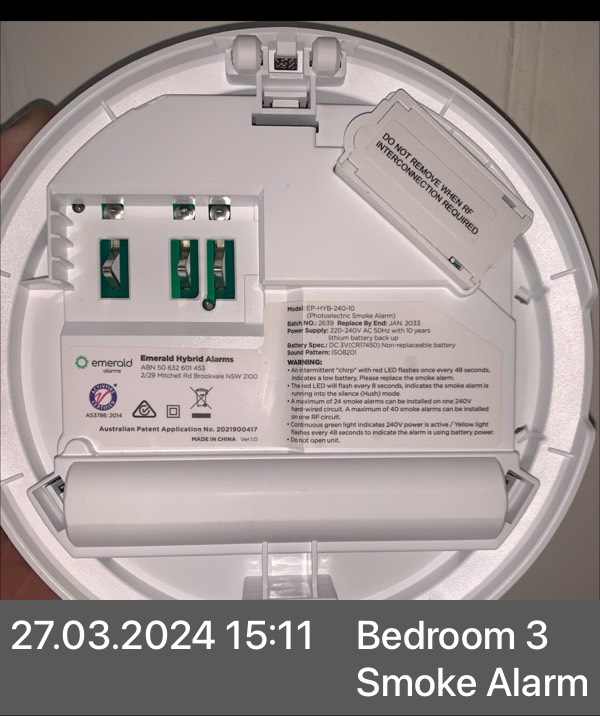 DO NOT REMOVE WHEN RF
INTERCONNECTION REQUIRED
Model: EP-HYB-240-10
(Photoelectric Smoke Alarm)
Batch NO.: 2639 Replace By End: JAN. 2033
Power Supply: 220-240V AC 50Hz with 10 years
lithium battery back up
Battery Spec.: DC 3V(CR17450) Non-replaceable battery
Sound Pattern: ISO8201
WARNING:
• An intermittent "chirp" with red LED flashes once every 48 seconds,
indicates a low battery, Please replace the smoke alarm.
• The red LED will flash every 8 seconds, indicates the smoke alarm is
running into the silence (Hush) mode.
• A maximum of 24 smoke alarms can be installed on one 240V
hard-wired circuit. A maximum of 40 smoke alarms can be installed
on one RF circuit.
• Continuous green light indicates 240V power is active / Yellow light
flashes every 48 seconds to indicate the alarm is using battery power.
• Do not open unit.
emerald
alarms
Emerald Hybrid Alarms
ABN 50 632 601 453
2/29 Mitchell Rd Brookvale NSW 2100
AS3786: 2014
Australian Patent Application No. 2021900417
MADE IN CHINA Ver:1.0
27.03.2024 15:11
Bedroom 3
Smoke Alarm